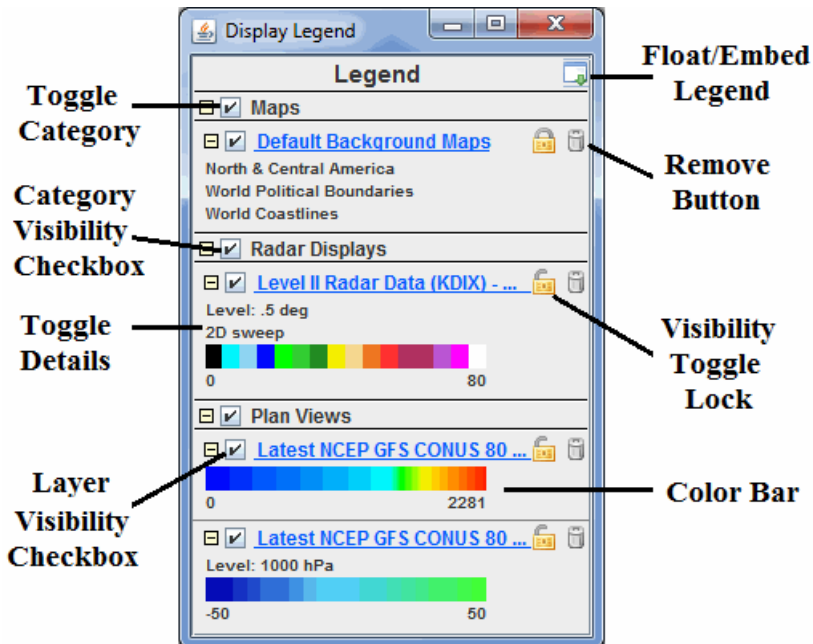 Display Legend
Legend
Float/Embed
Legend
Toggle
Category
Maps
Default Background Maps
North & Central America
World Political Boundaries
World Coastlines
Remove
Button
Category
Visibility
Checkbox
Radar Displays
Level II Radar Data (KDIX) - ...
Level: .5 deg
2D sweep
0
80
Toggle
Details
Visibility
Toggle
Lock
Plan Views
Latest NCEP GFS CONUS 80 ...
0
2281
Layer
Visibility
Checkbox
Color Bar
Latest NCEP GFS CONUS 80 ...
Level: 1000 hPa
-50
50